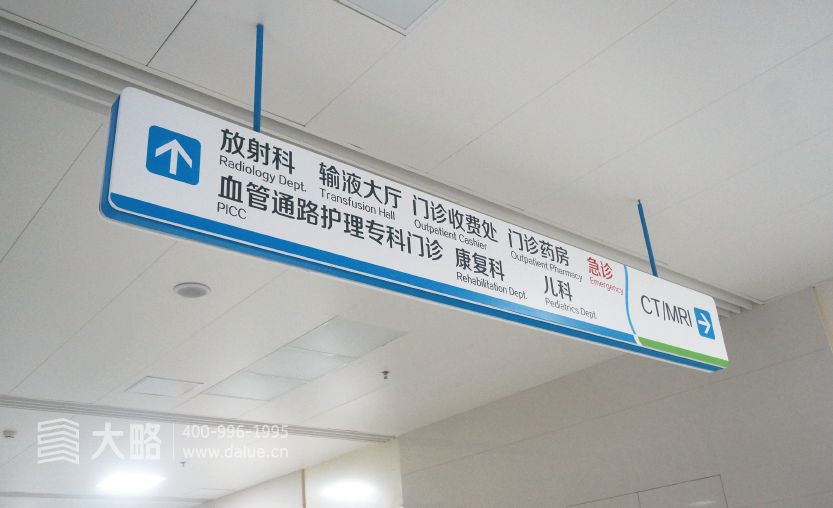 放射科 输液大厅 门诊收费处 门诊药房 急诊
Radiology Dept. Transfusion Hall Outpatient Cashier Outpatient Pharmacy Emergency
血管通路护理专科门诊 康复科 儿科
PICC Rehabilitation Dept. Pediatrics Dept.
CT/MRI
大略 400-996-1995
www.dalue.cn